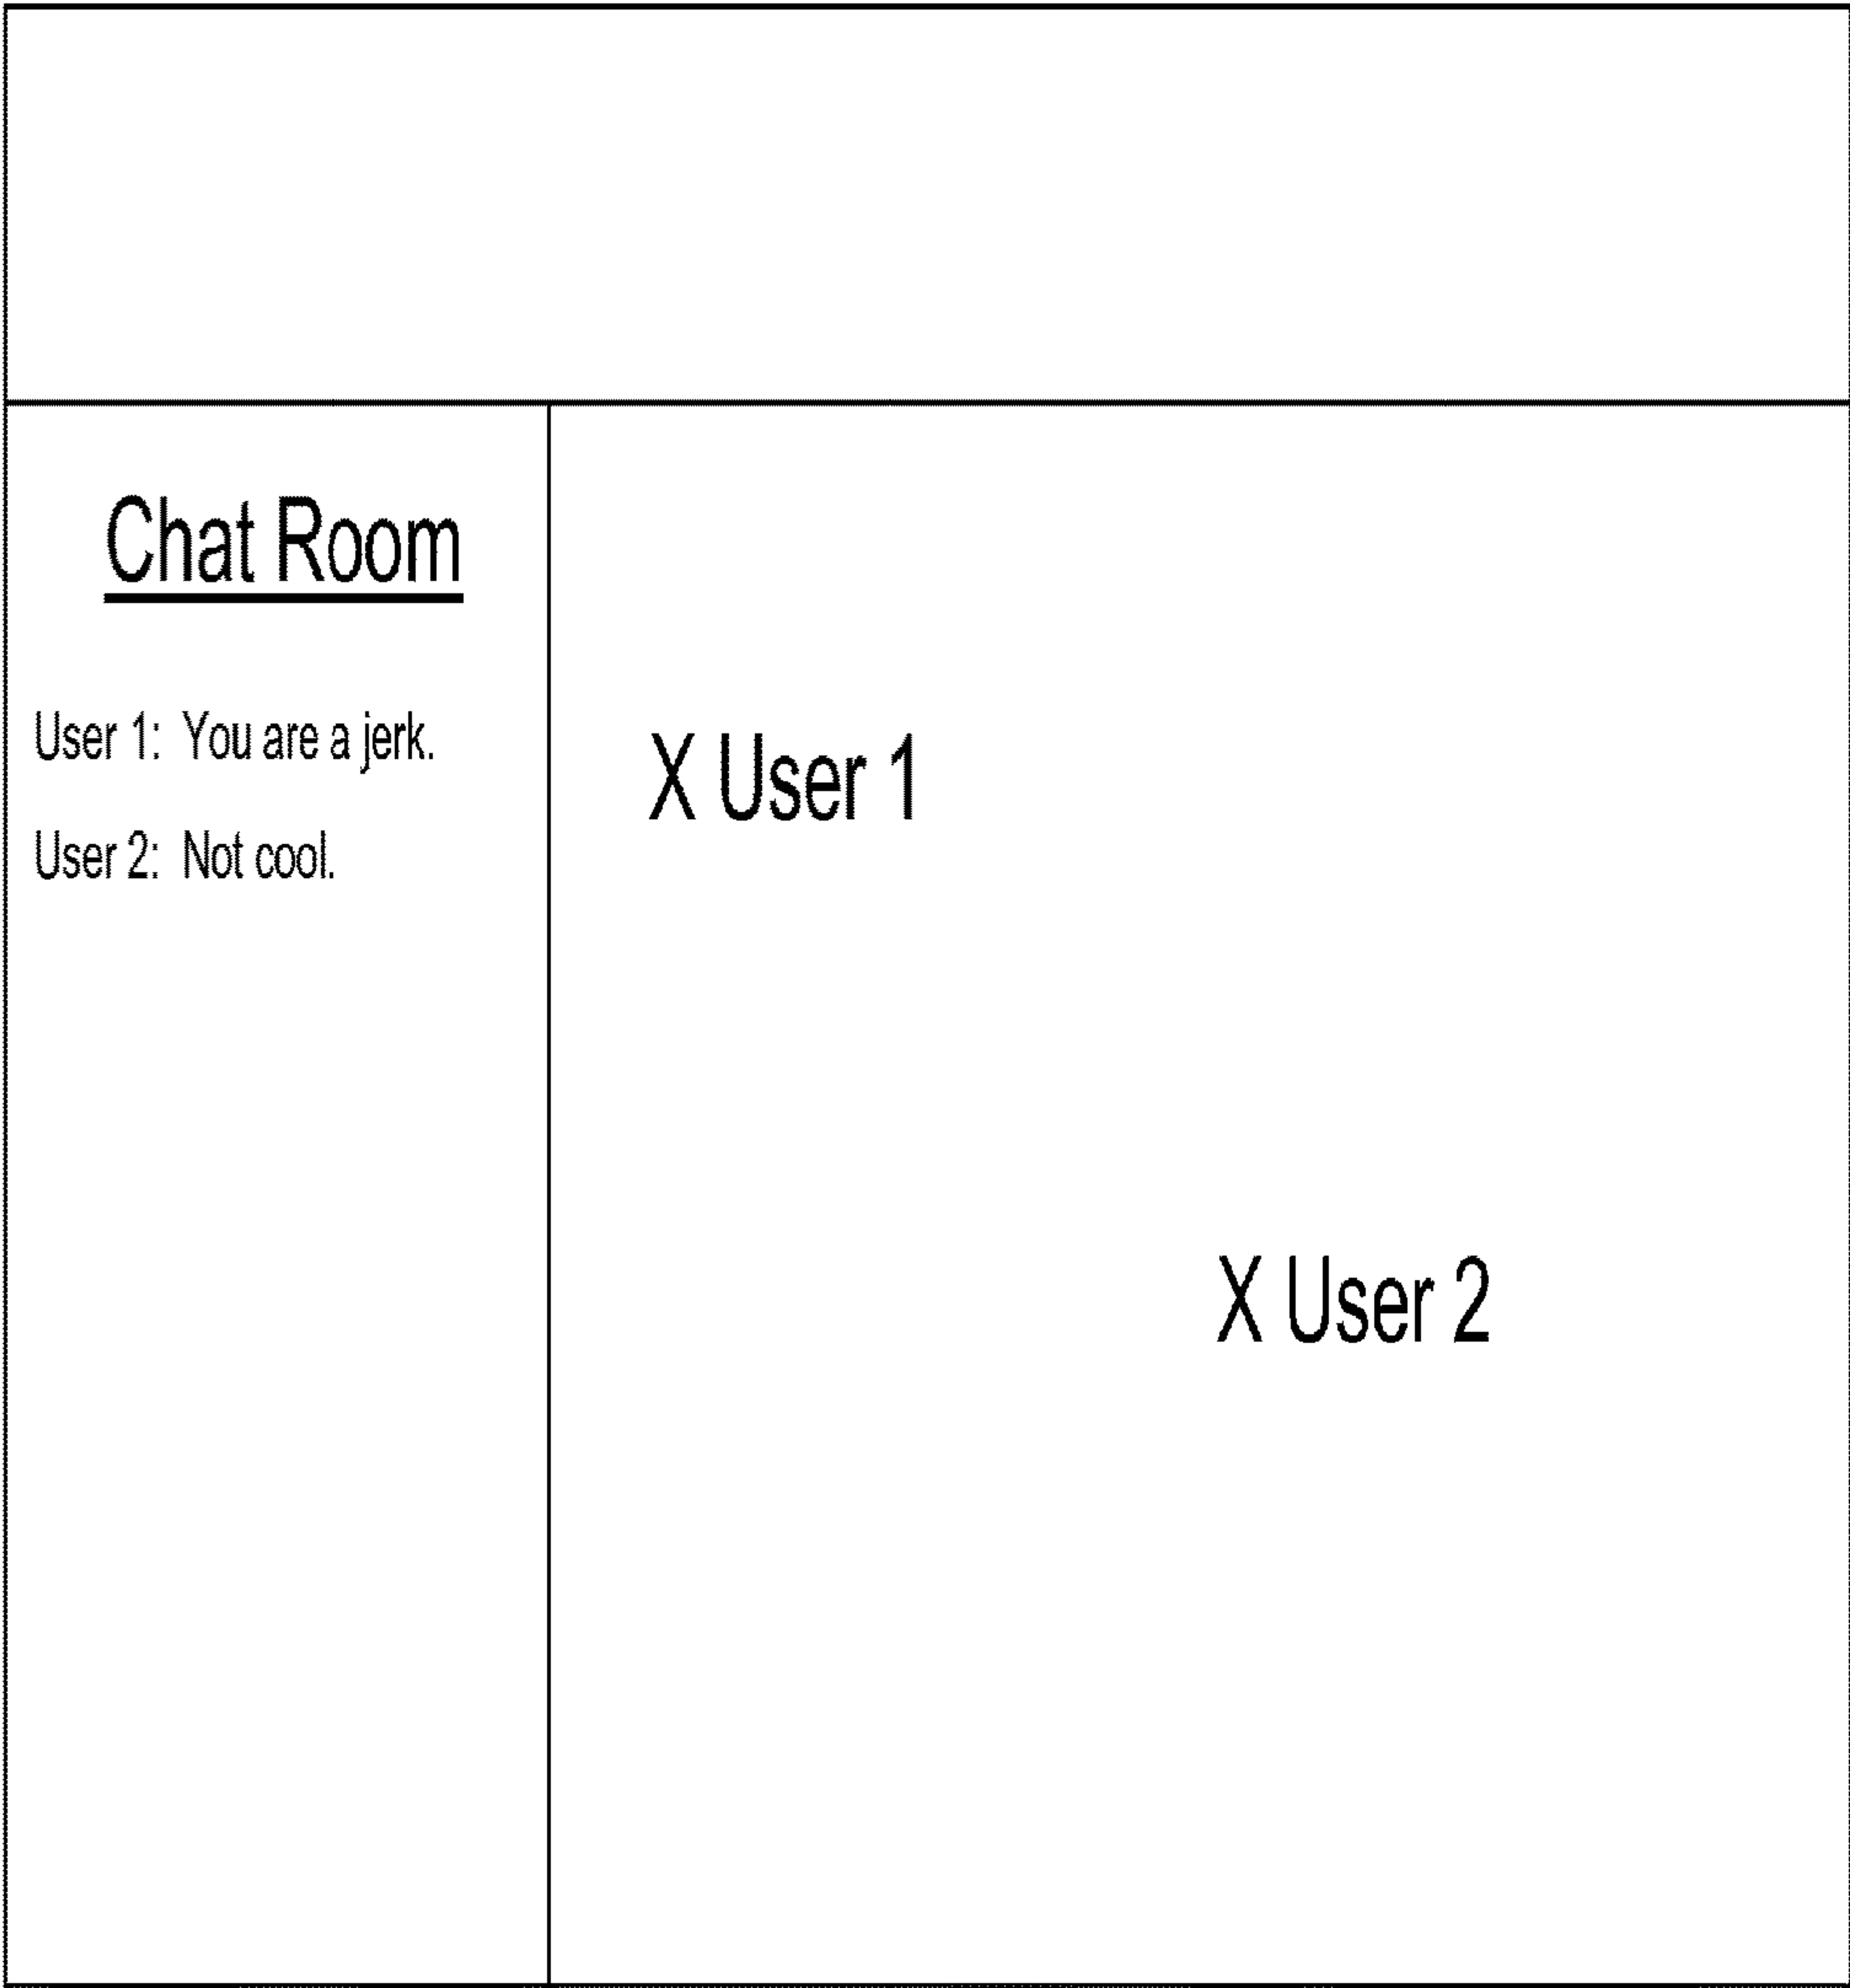 Chat Room
User 1: You are a jerk.
User 2: Not cool.
X User 1
X User 2